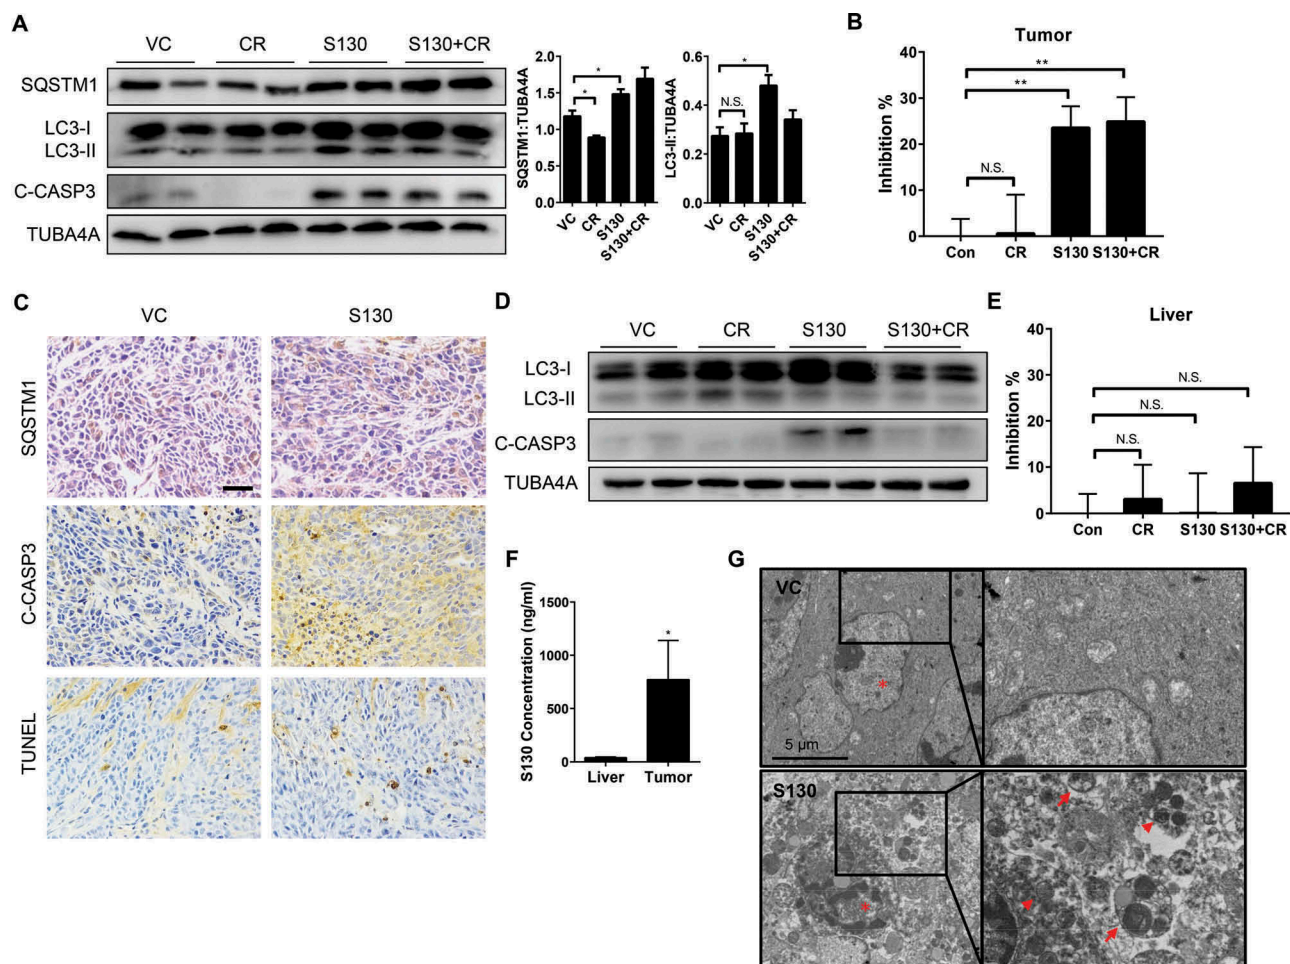 A
VC CR S130 S130+CR
SQSTM1
LC3-I
LC3-II
C-CASP3
TUBA4A
SQSTM1:TUBA4A
2.0
1.5
1.0
0.5
0.0
*
*
VC CR S130 S130+CR
LC3-II:TUBA4A
0.6
0.4
0.2
0.0
*
N.S.
VC CR S130 S130+CR
B
Tumor
Inhibition %
40
30
20
10
0
**
**
N.S.
Con CR S130 S130+CR
C
VC S130
SQSTM1
C-CASP3
TUNEL
D
VC CR S130 S130+CR
LC3-I
LC3-II
C-CASP3
TUBA4A
E
Liver
Inhibition %
40
30
20
10
0
N.S.
N.S.
N.S.
Con CR S130 S130+CR
F
S130 Concentration (ng/ml)
1500
1000
500
0
*
Liver Tumor
G
VC
*
5 μm
S130
*